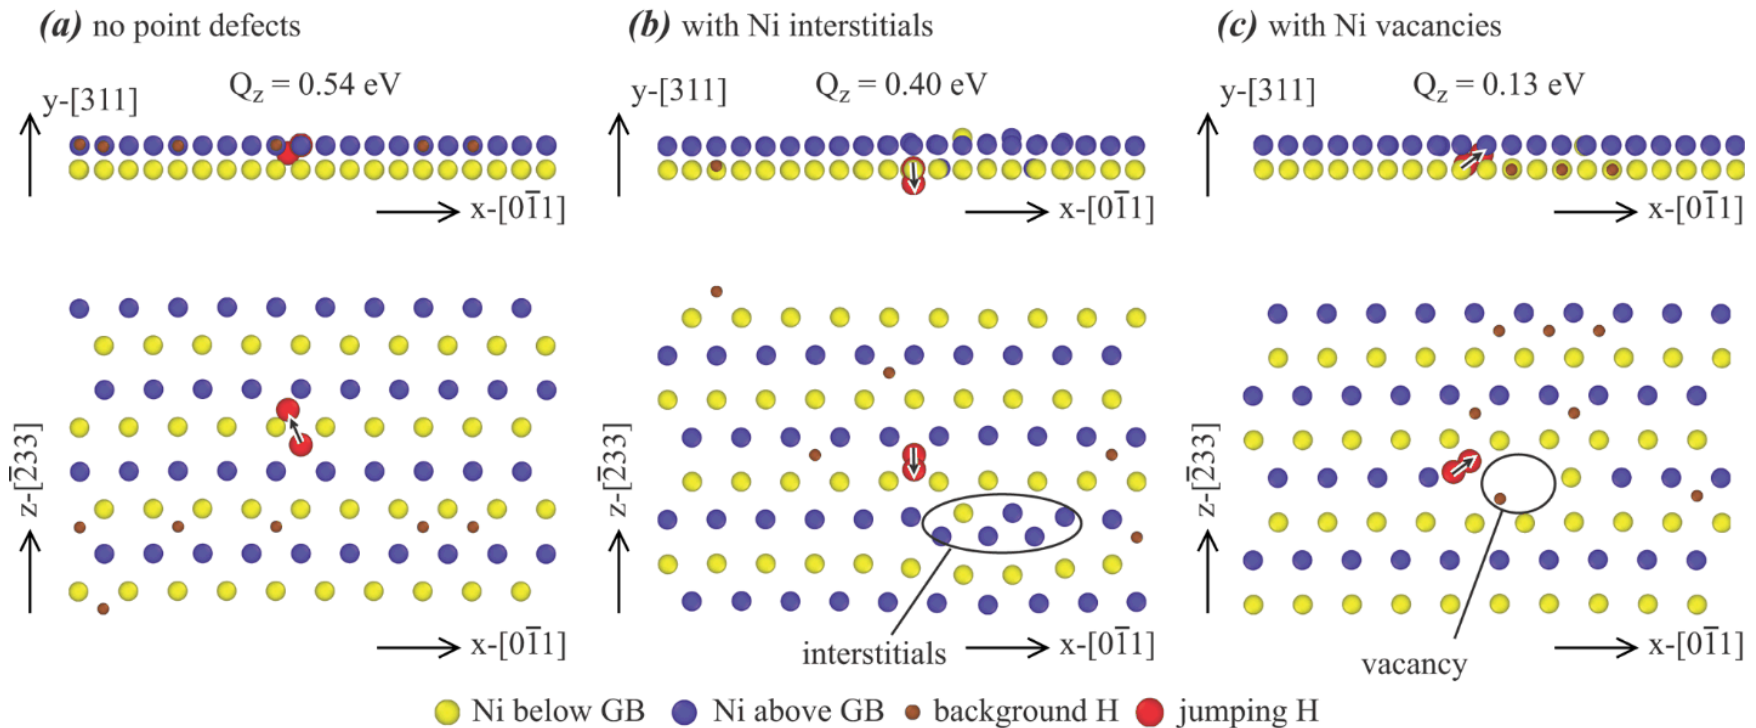 (a) no point defects
Q_z = 0.54 eV
y-[311]
x-[01̅1]
z-[2̅33]
x-[01̅1]
(b) with Ni interstitials
Q_z = 0.40 eV
y-[311]
x-[01̅1]
z-[2̅33]
interstitials
x-[01̅1]
(c) with Ni vacancies
Q_z = 0.13 eV
y-[311]
x-[01̅1]
z-[2̅33]
vacancy
x-[01̅1]
Ni below GB Ni above GB background H jumping H